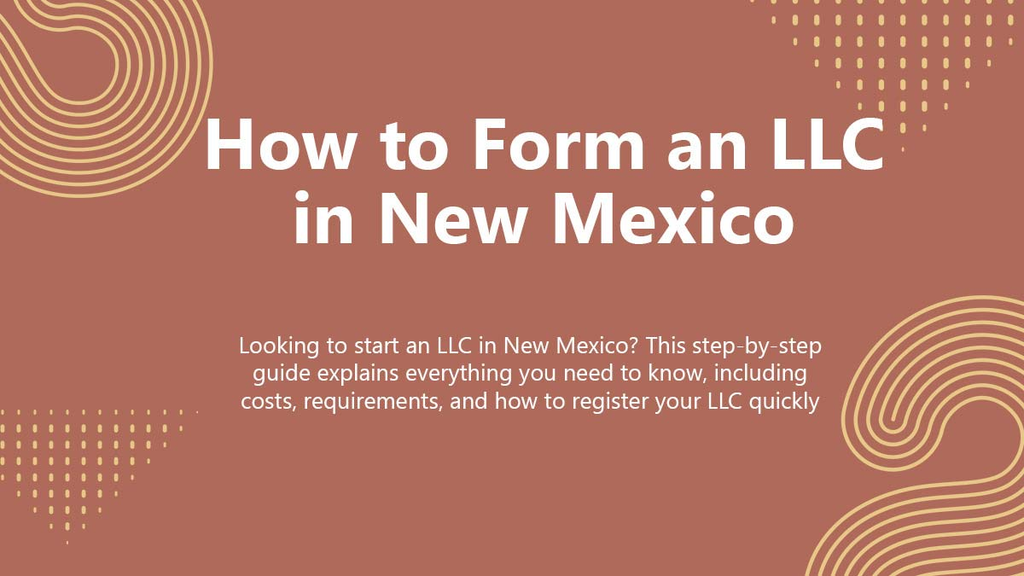 How to Form an LLC
in New Mexico
Looking to start an LLC in New Mexico? This step-by-step
guide explains everything you need to know, including
costs, requirements, and how to register your LLC quickly